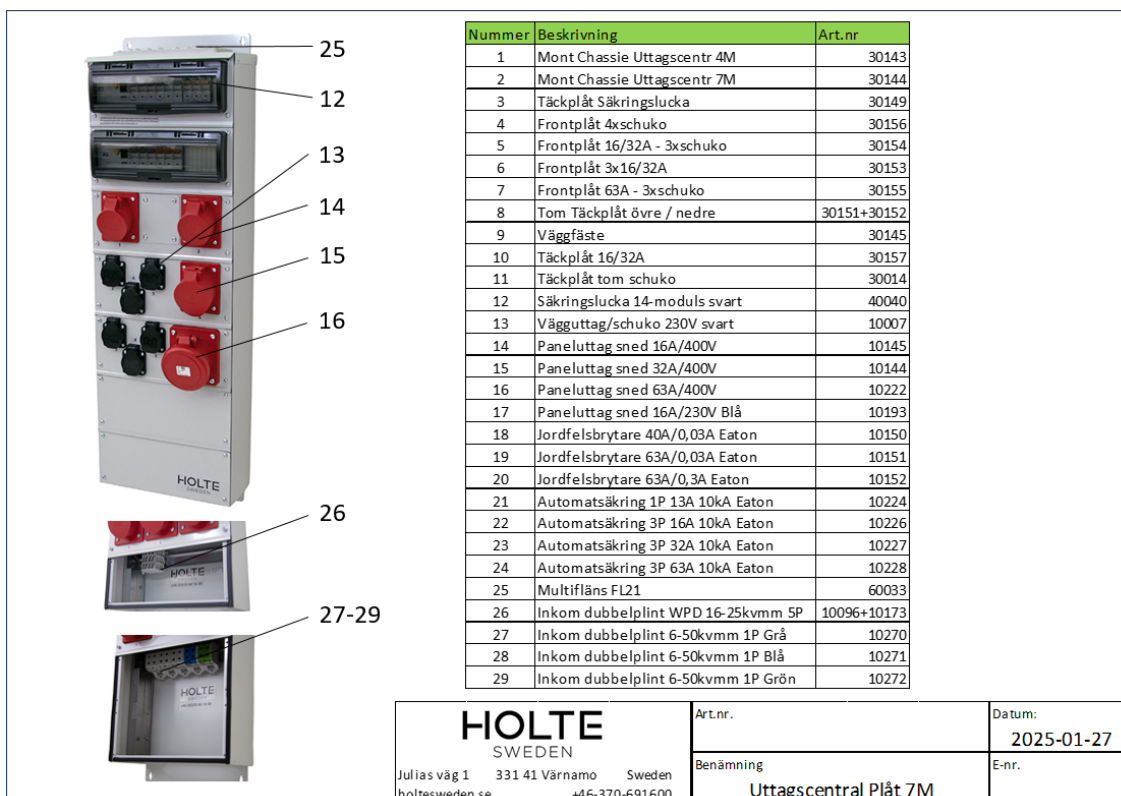 25
12
13
14
15
16
26
27-29
HOLTE
SWEDEN
HOLTE
HOLTE
Nummer Beskrivning Art.nr
1 Mont Chassie Uttagscentr 4M 30143
2 Mont Chassie Uttagscentr 7M 30144
3 Täckplåt Säkringslucka 30149
4 Frontplåt 4xschuko 30156
5 Frontplåt 16/32A - 3xschuko 30154
6 Frontplåt 3x16/32A 30153
7 Frontplåt 63A - 3xschuko 30155
8 Tom Täckplåt övre / nedre 30151+30152
9 Väggfäste 30145
10 Täckplåt 16/32A 30157
11 Täckplåt tom schuko 30014
12 Säkringslucka 14-moduls svart 40040
13 Vägguttag/schuko 230V svart 10007
14 Paneluttag sned 16A/400V 10145
15 Paneluttag sned 32A/400V 10144
16 Paneluttag sned 63A/400V 10222
17 Paneluttag sned 16A/230V Blå 10193
18 Jordfelsbrytare 40A/0,03A Eaton 10150
19 Jordfelsbrytare 63A/0,03A Eaton 10151
20 Jordfelsbrytare 63A/0,3A Eaton 10152
21 Automatsäkring 1P 13A 10kA Eaton 10224
22 Automatsäkring 3P 16A 10kA Eaton 10226
23 Automatsäkring 3P 32A 10kA Eaton 10227
24 Automatsäkring 3P 63A 10kA Eaton 10228
25 Multifläns FL21 60033
26 Inkom dubbelplint WPD 16-25kvmm 5P 10096+10173
27 Inkom dubbelplint 6-50kvmm 1P Grå 10270
28 Inkom dubbelplint 6-50kvmm 1P Blå 10271
29 Inkom dubbelplint 6-50kvmm 1P Grön 10272
HOLTE
SWEDEN
Julias väg 1 331 41 Värnamo Sweden
holtesweden.se +46-370-691600
Art.nr.
Datum:
2025-01-27
Benämning
Uttagscentral Plåt 7M
E-nr.